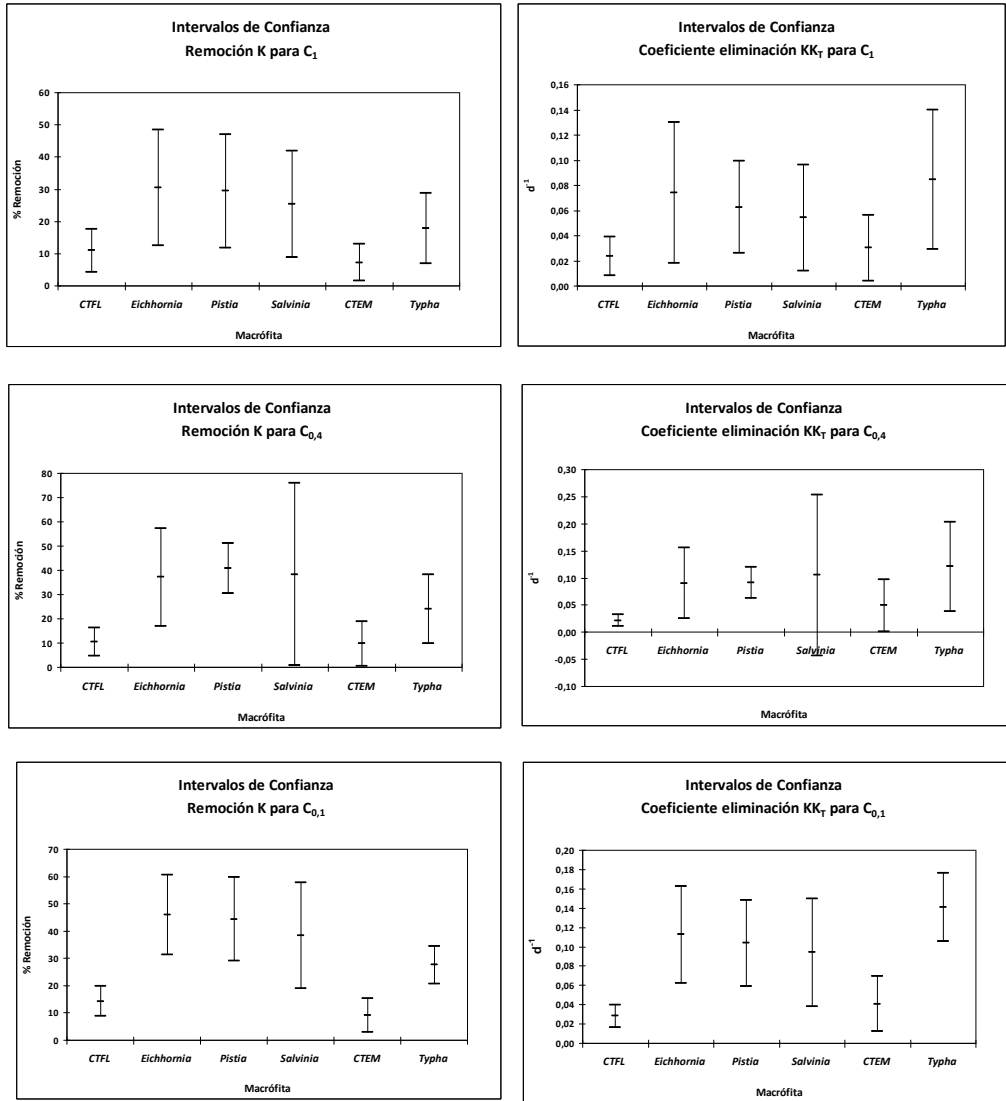 Intervalos de Confianza
Remoción K para C₁
% Remoción
60
50
40
30
20
10
0
CTFL Eichhornia Pistia Salvinia CTEM Typha
Macrófita
Intervalos de Confianza
Coeficiente eliminación KK_T para C₁
d⁻¹
0,16
0,14
0,12
0,10
0,08
0,06
0,04
0,02
0,00
CTFL Eichhornia Pistia Salvinia CTEM Typha
Macrófita
Intervalos de Confianza
Remoción K para C₀,₄
% Remoción
80
70
60
50
40
30
20
10
0
CTFL Eichhornia Pistia Salvinia CTEM Typha
Macrófita
Intervalos de Confianza
Coeficiente eliminación KK_T para C₀,₄
d⁻¹
0,30
0,25
0,20
0,15
0,10
0,05
0,00
-0,05
-0,10
CTFL Eichhornia Pistia Salvinia CTEM Typha
Macrófita
Intervalos de Confianza
Remoción K para C₀,₁
% Remoción
70
60
50
40
30
20
10
0
CTFL Eichhornia Pistia Salvinia CTEM Typha
Macrófita
Intervalos de Confianza
Coeficiente eliminación KK_T para C₀,₁
d⁻¹
0,20
0,18
0,16
0,14
0,12
0,10
0,08
0,06
0,04
0,02
0,00
CTFL Eichhornia Pistia Salvinia CTEM Typha
Macrófita